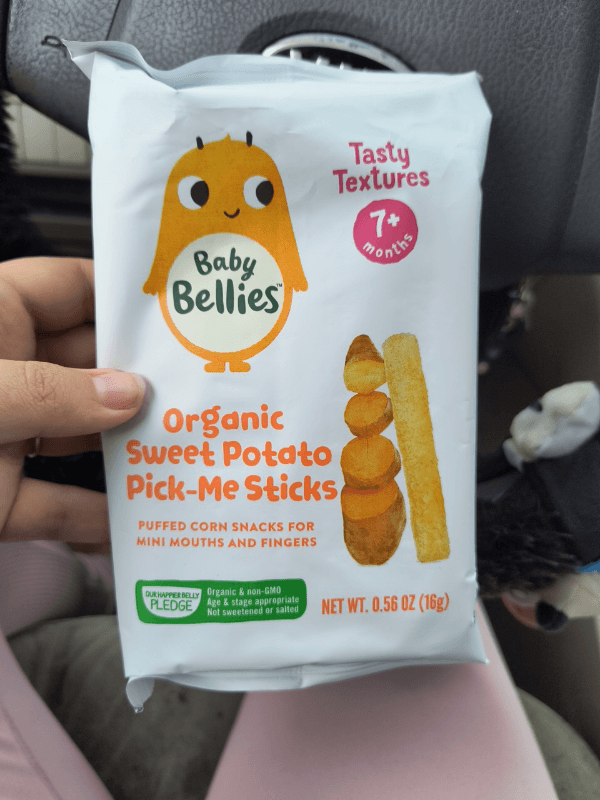 Tasty
Textures
7+
months
Baby
Bellies™
Organic
Sweet Potato
Pick-Me Sticks
PUFFED CORN SNACKS FOR
MINI MOUTHS AND FINGERS
OUR HAPPIER BELLY
PLEDGE
Organic & non-GMO
Age & stage appropriate
Not sweetened or salted
NET WT. 0.56 OZ (16g)